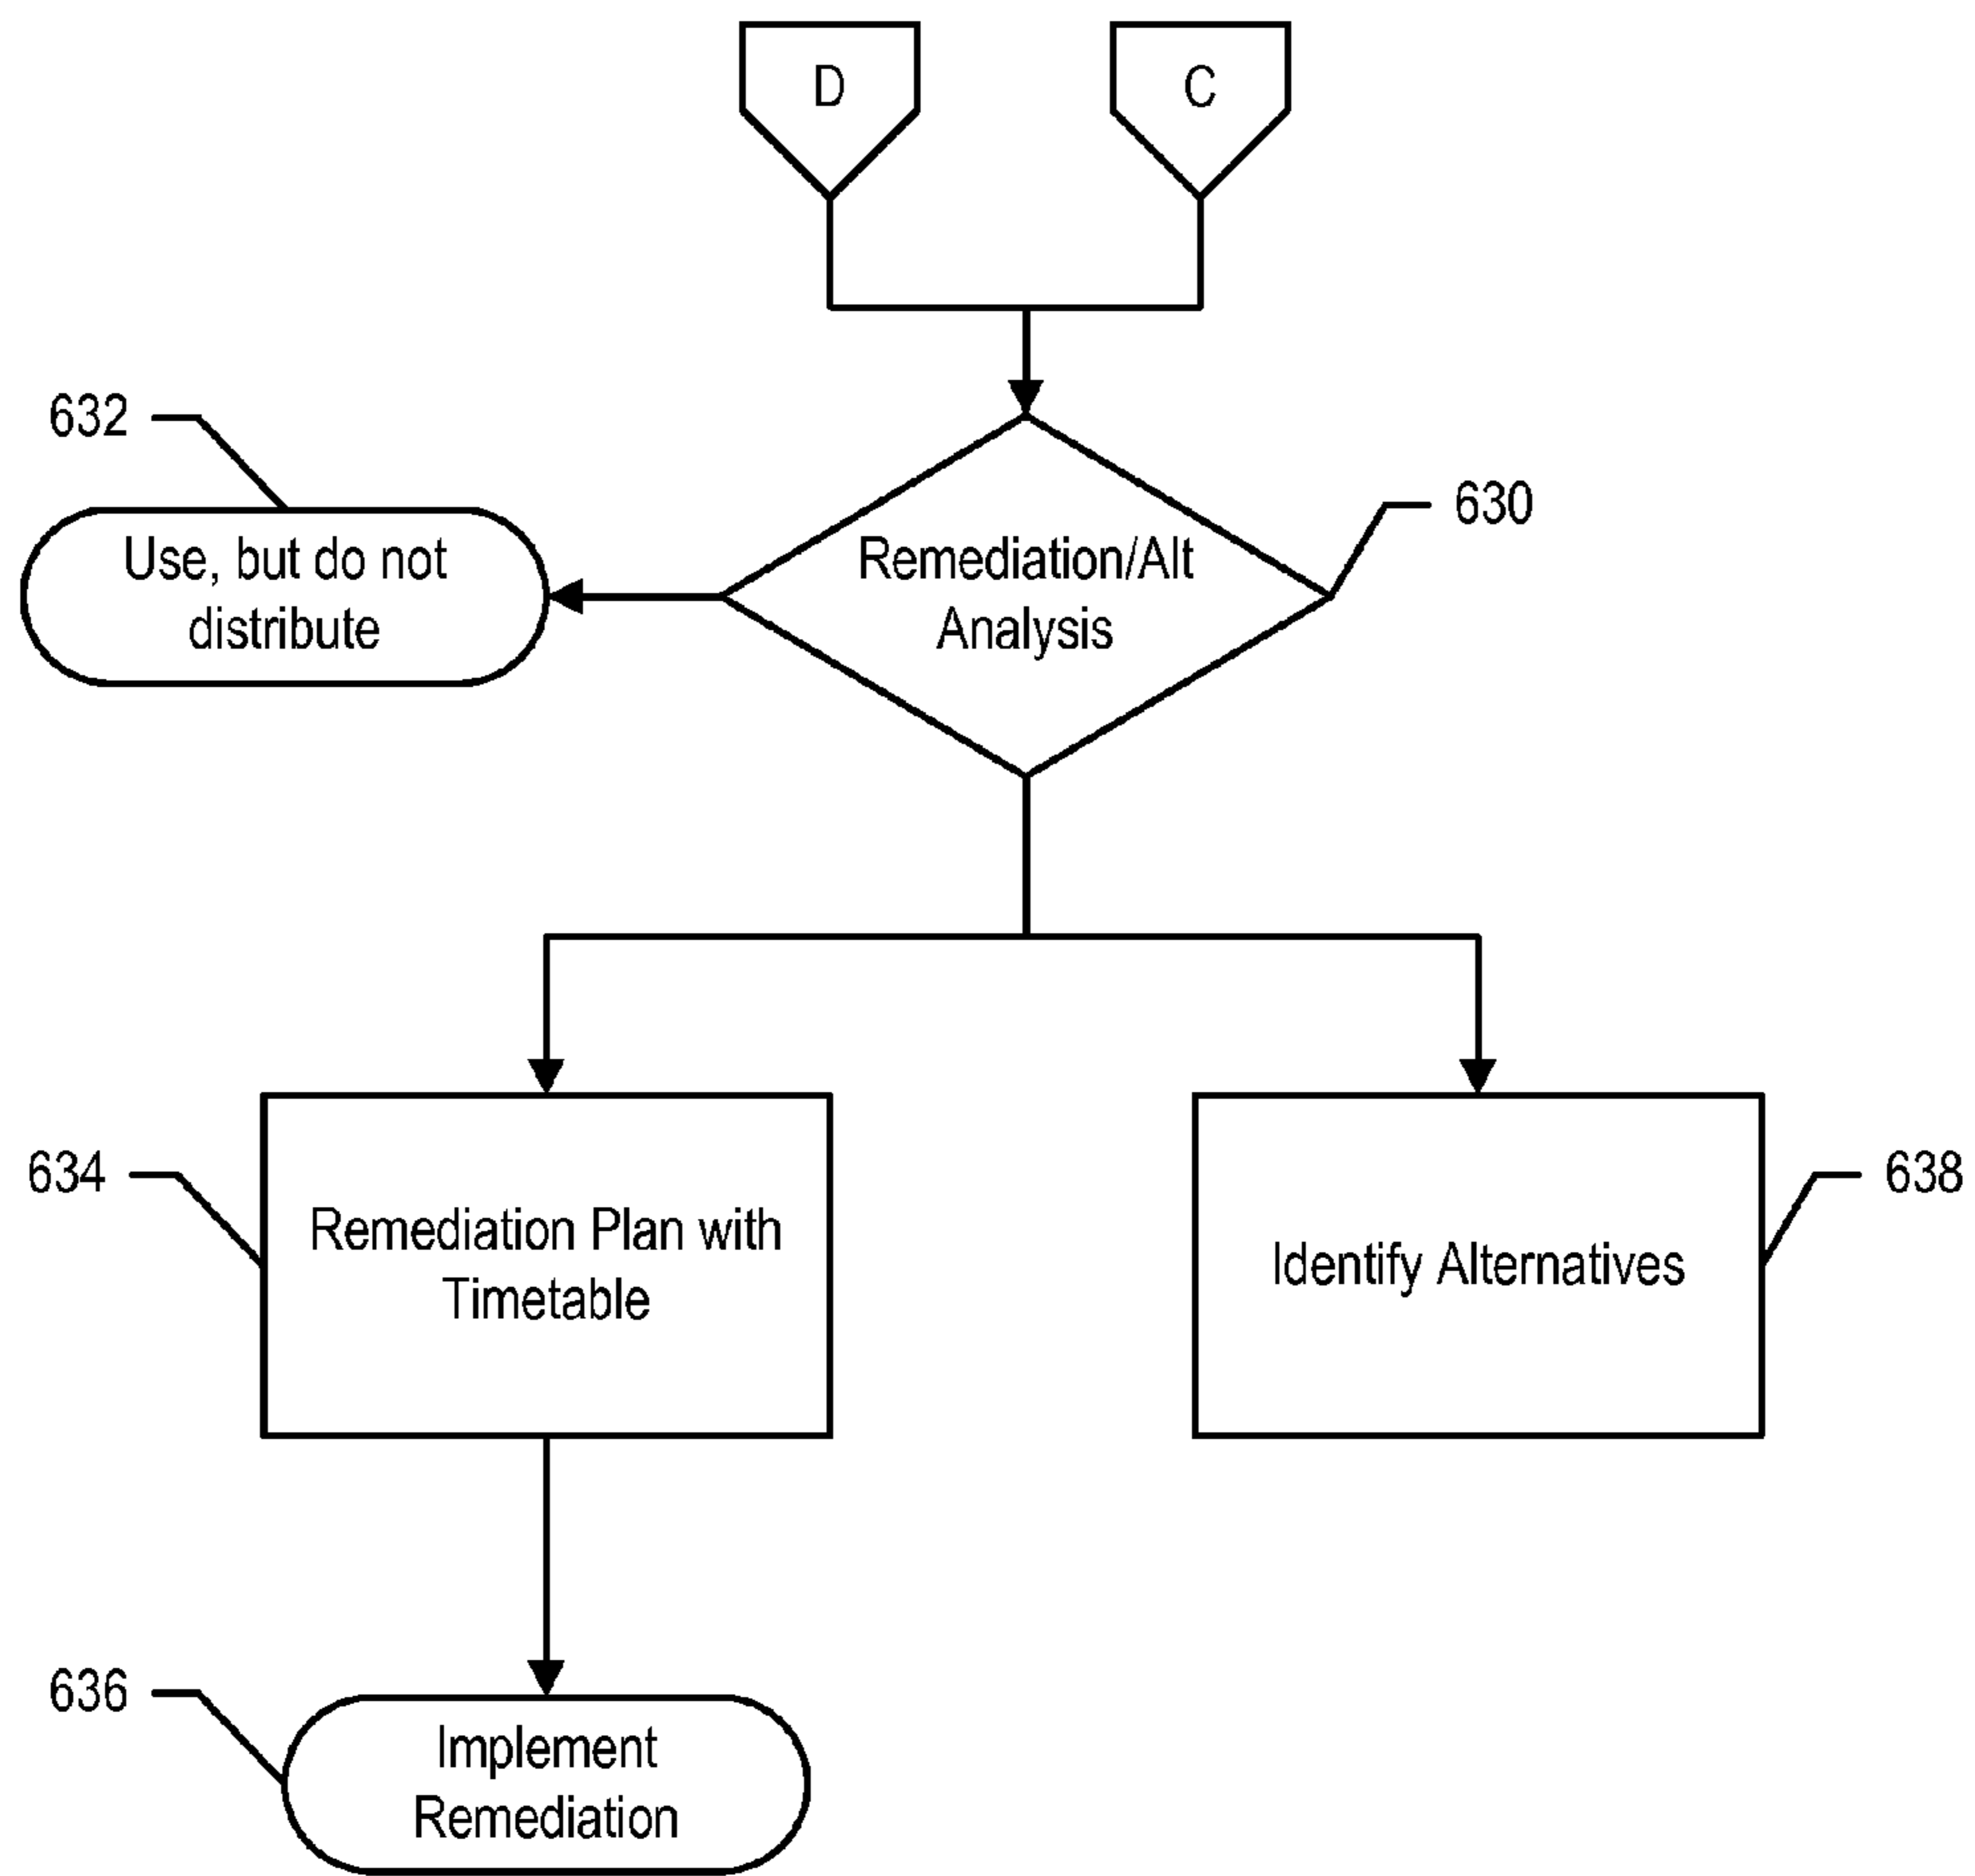 D
C
632
630
Use, but do not
distribute
Remediation/Alt
Analysis
634
638
Remediation Plan with
Timetable
Identify Alternatives
636
Implement
Remediation